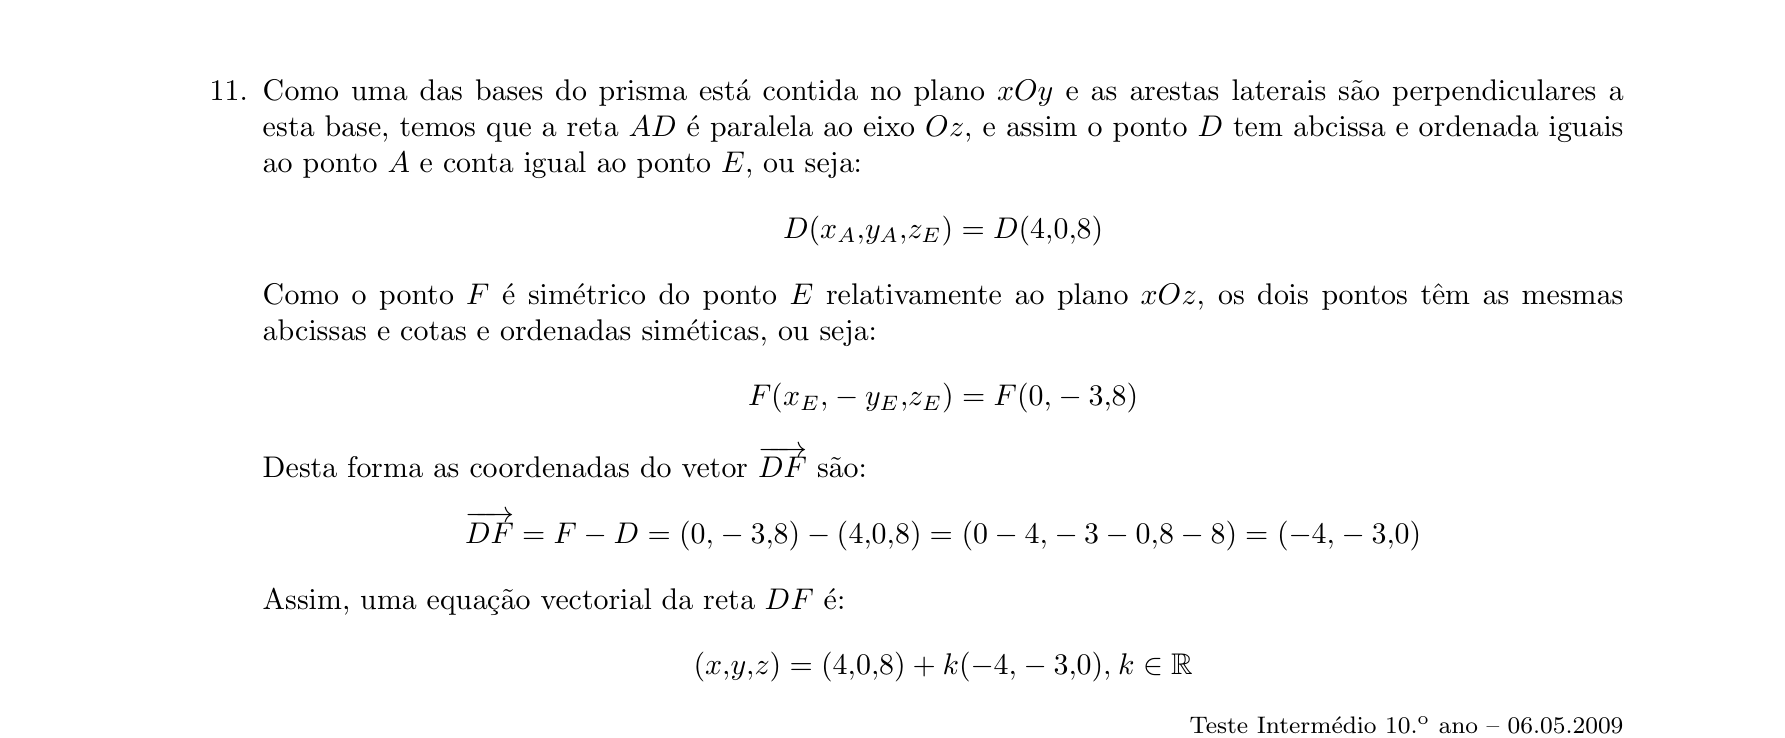 11. Como uma das bases do prisma está contida no plano xOy e as arestas laterais são perpendiculares a
esta base, temos que a reta AD é paralela ao eixo Oz, e assim o ponto D tem abcissa e ordenada iguais
ao ponto A e conta igual ao ponto E, ou seja:
D(x_A,y_A,z_E) = D(4,0,8)
Como o ponto F é simétrico do ponto E relativamente ao plano xOz, os dois pontos têm as mesmas
abcissas e cotas e ordenadas siméticas, ou seja:
F(x_E, − y_E,z_E) = F(0, − 3,8)
Desta forma as coordenadas do vetor \overrightarrow{DF} são:
\overrightarrow{DF} = F − D = (0, − 3,8) − (4,0,8) = (0 − 4, − 3 − 0,8 − 8) = (−4, − 3,0)
Assim, uma equação vectorial da reta DF é:
(x,y,z) = (4,0,8) + k(−4, − 3,0), k ∈ ℝ
Teste Intermédio 10.º ano – 06.05.2009